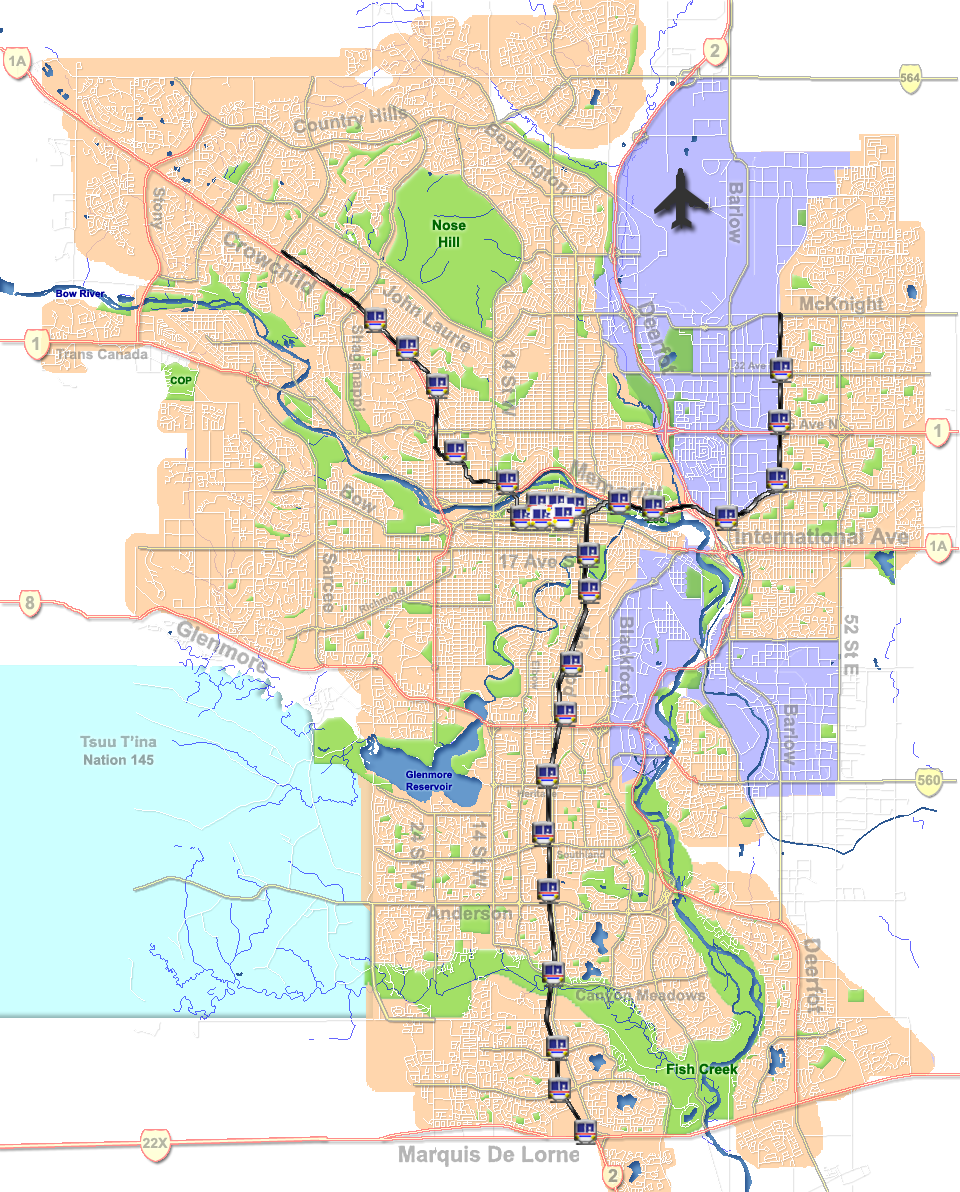 2
1A
564
Country Hills
Beddington
Stony
Barlow
Nose
Hill
Crowchild
Bow River
John Laurie
McKnight
Deerfoot
1
Trans Canada
Shaganappi
14 St W
32 Ave
COP
Ave N
1
Memorial
Bow
International Ave
1A
17 Ave S
Sarcee
Richmond
8
Glenmore
Blackfoot
52 St E
Elbow
Barlow
Tsuu T'ina
Nation 145
Glenmore
Reservoir
560
24 St W
14 St W
Southland
Anderson
Deerfot
Canyon Meadows
Fish Creek
22X
Marquis De Lorne
2